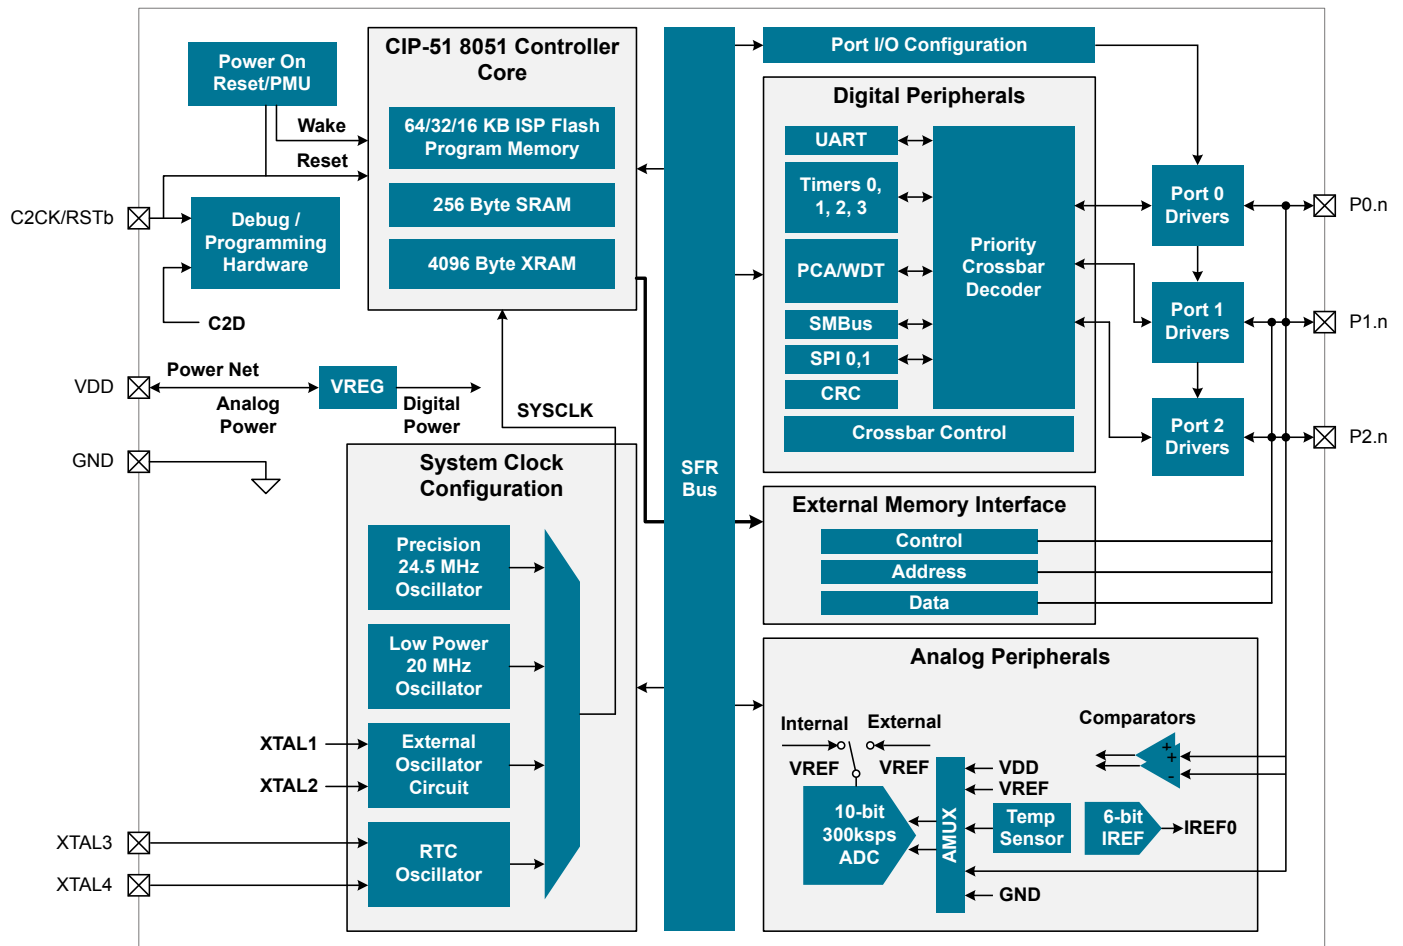 Power On
Reset/PMU
Wake
Reset
C2CK/RSTb
Debug /
Programming
Hardware
C2D
VDD
Power Net
Analog
Power
VREG
Digital
Power
GND
CIP-51 8051 Controller
Core
64/32/16 KB ISP Flash
Program Memory
256 Byte SRAM
4096 Byte XRAM
SYSCLK
System Clock
Configuration
Precision
24.5 MHz
Oscillator
Low Power
20 MHz
Oscillator
XTAL1
XTAL2
External
Oscillator
Circuit
XTAL3
XTAL4
RTC
Oscillator
SFR
Bus
Port I/O Configuration
Digital Peripherals
UART
Timers 0,
1, 2, 3
PCA/WDT
SMBus
SPI 0,1
CRC
Priority
Crossbar
Decoder
Crossbar Control
Port 0
Drivers
Port 1
Drivers
Port 2
Drivers
P0.n
P1.n
P2.n
External Memory Interface
Control
Address
Data
Analog Peripherals
Internal
VREF
External
VREF
10-bit
300ksps
ADC
AMUX
VDD
VREF
Temp
Sensor
GND
6-bit
IREF
IREF0
Comparators
+
+
-